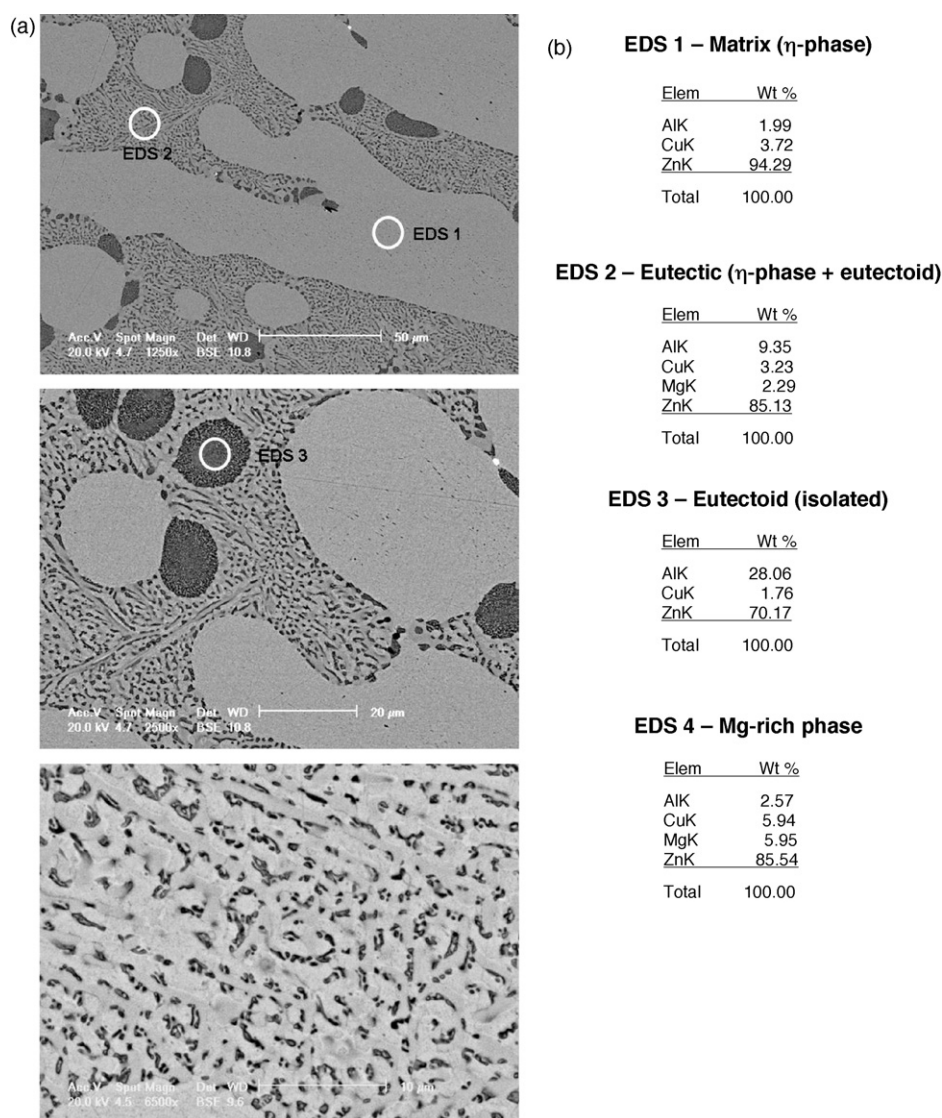 (a)
EDS 2
EDS 1
Acc.V Spot Magn Det WD 50 µm
20.0 kV 4.7 1250x BSE 10.8
EDS 3
Acc.V Spot Magn Det WD 20 µm
20.0 kV 4.7 2500x BSE 10.8
Acc.V Spot Magn Det WD 10 µm
20.0 kV 4.5 6500x BSE 9.6
(b)
EDS 1 – Matrix (η-phase)
Elem Wt %
AlK 1.99
CuK 3.72
ZnK 94.29
Total 100.00
EDS 2 – Eutectic (η-phase + eutectoid)
Elem Wt %
AlK 9.35
CuK 3.23
MgK 2.29
ZnK 85.13
Total 100.00
EDS 3 – Eutectoid (isolated)
Elem Wt %
AlK 28.06
CuK 1.76
ZnK 70.17
Total 100.00
EDS 4 – Mg-rich phase
Elem Wt %
AlK 2.57
CuK 5.94
MgK 5.95
ZnK 85.54
Total 100.00